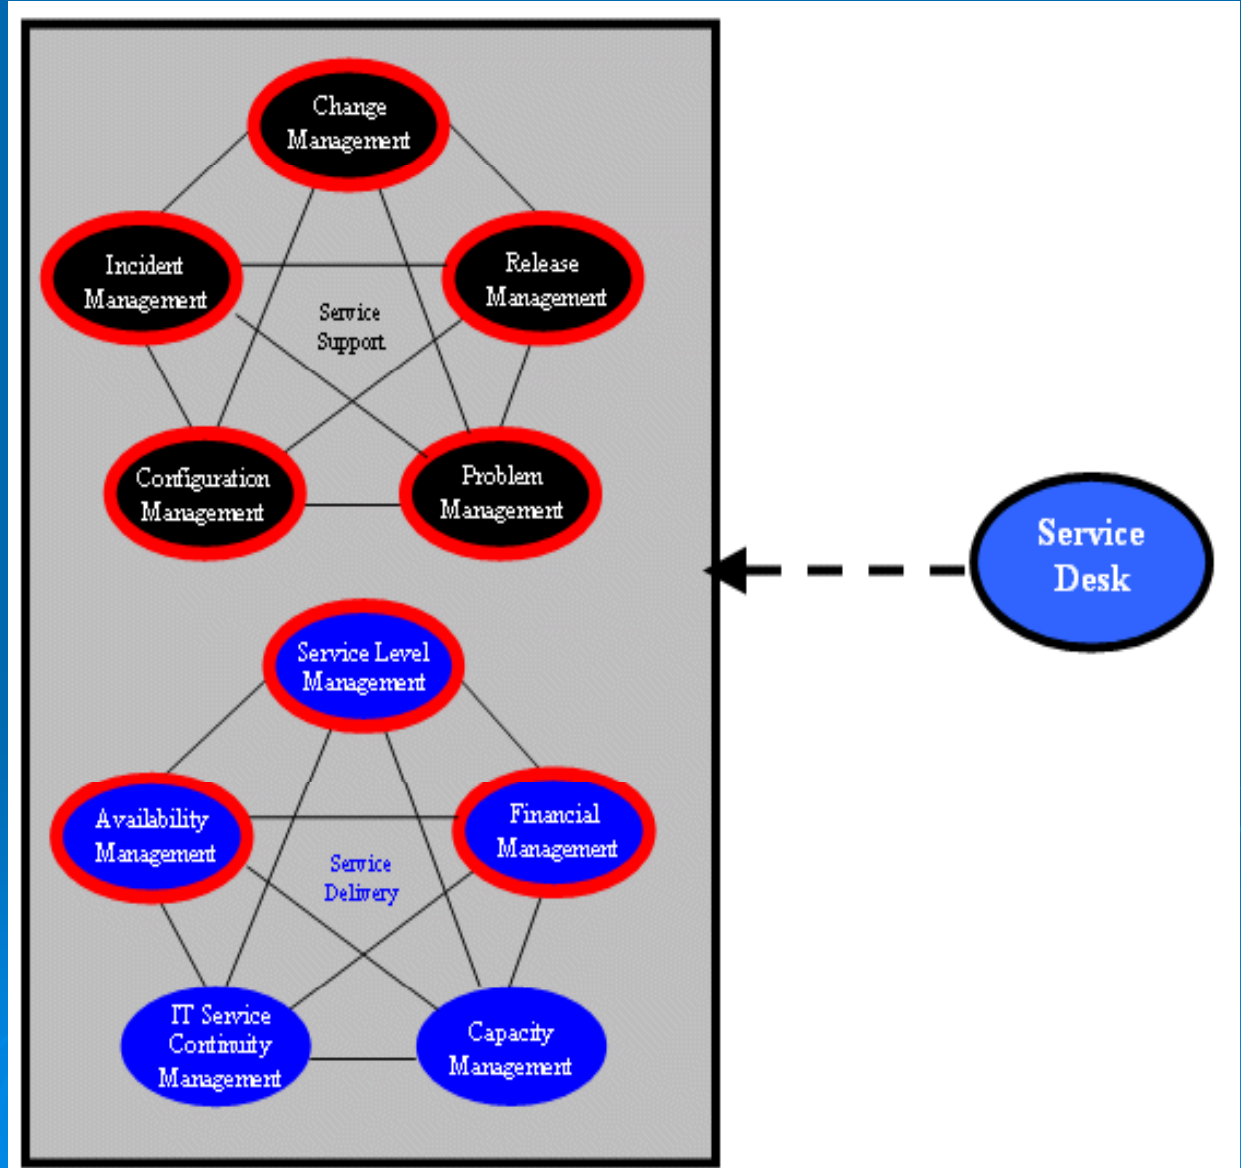 Change
Management
Incident
Management
Release
Management
Service
Support
Configuration
Management
Problem
Management
Service
Desk
Service Level
Management
Availability
Management
Financial
Management
Service
Delivery
IT Service
Continuity
Management
Capacity
Management